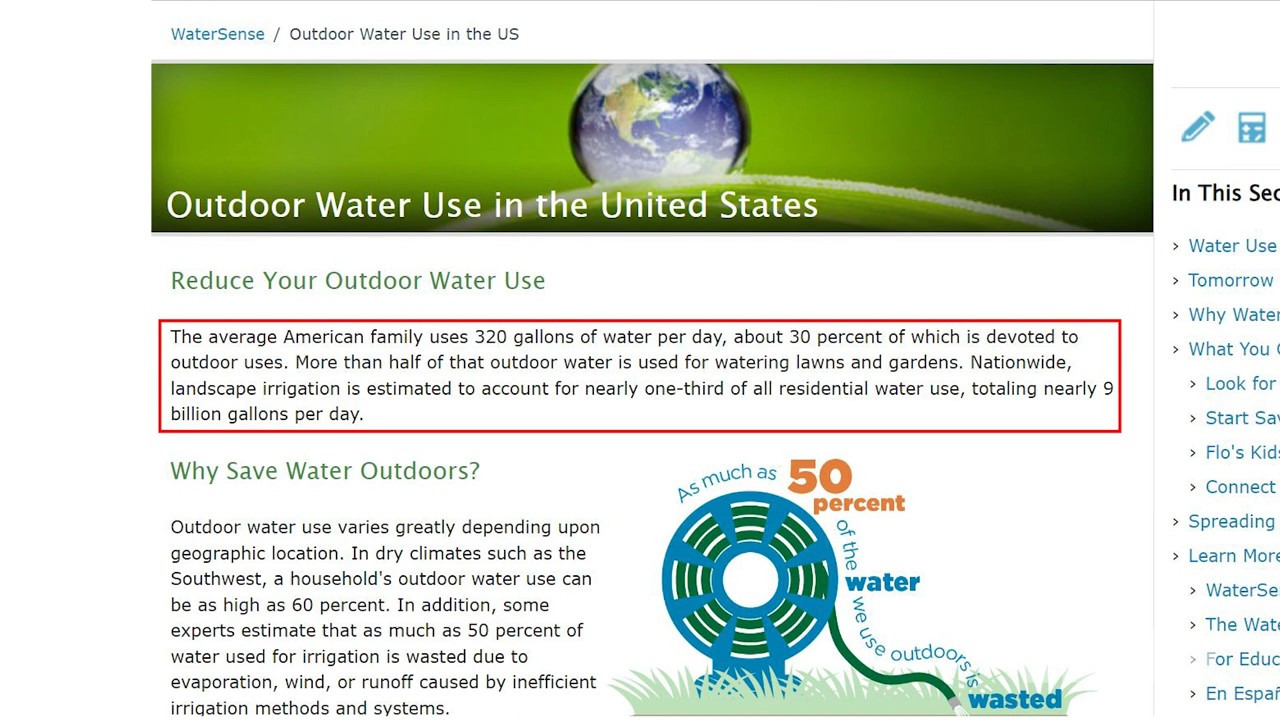 WaterSense / Outdoor Water Use in the US
Outdoor Water Use in the United States
Reduce Your Outdoor Water Use
The average American family uses 320 gallons of water per day, about 30 percent of which is devoted to
outdoor uses. More than half of that outdoor water is used for watering lawns and gardens. Nationwide,
landscape irrigation is estimated to account for nearly one-third of all residential water use, totaling nearly 9
billion gallons per day.
Why Save Water Outdoors?
Outdoor water use varies greatly depending upon
geographic location. In dry climates such as the
Southwest, a household's outdoor water use can
be as high as 60 percent. In addition, some
experts estimate that as much as 50 percent of
water used for irrigation is wasted due to
evaporation, wind, or runoff caused by inefficient
irrigation methods and systems.
As much as
50
percent
of the
water
we use outdoors is
wasted
In This Sec
Water Use
Tomorrow
Why Water
What You C
Look for
Start Sav
Flo's Kids
Connect
Spreading
Learn More
WaterSe
The Wate
For Educ
En Españ